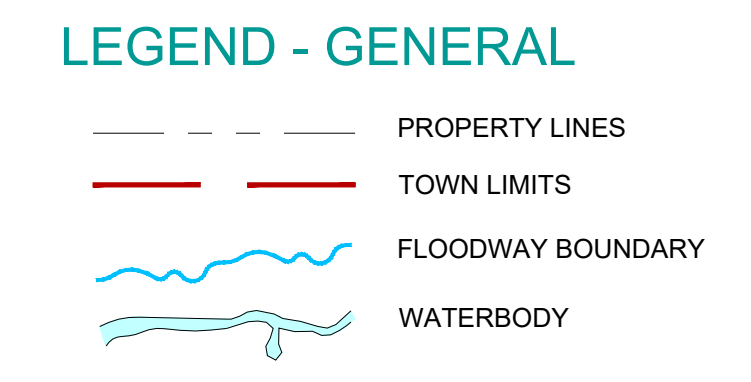 LEGEND - GENERAL
PROPERTY LINES
TOWN LIMITS
FLOODWAY BOUNDARY
WATERBODY